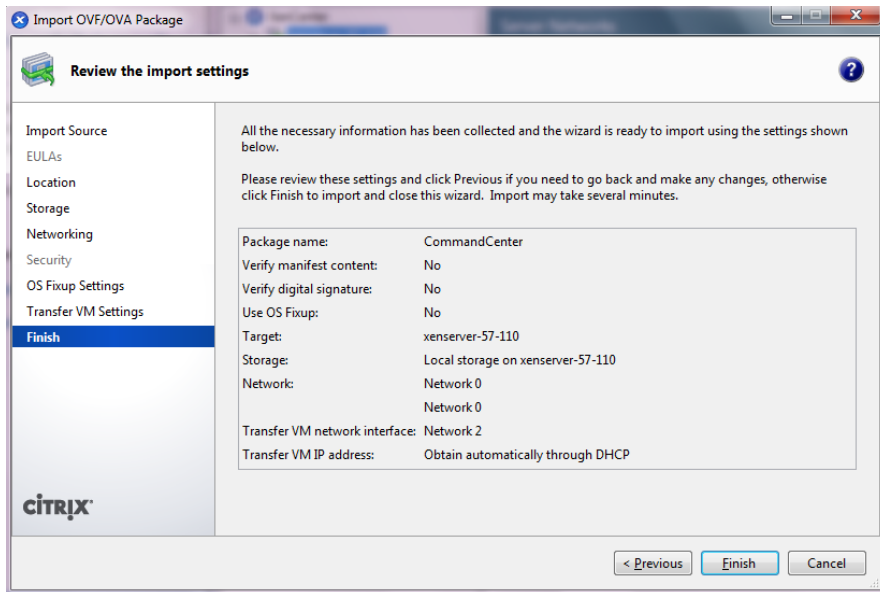 Import OVF/OVA Package
Review the import settings
?
Import Source
EULAs
Location
Storage
Networking
Security
OS Fixup Settings
Transfer VM Settings
Finish
CİTRIX
All the necessary information has been collected and the wizard is ready to import using the settings shown
below.
Please review these settings and click Previous if you need to go back and make any changes, otherwise
click Finish to import and close this wizard. Import may take several minutes.
Package name: CommandCenter
Verify manifest content: No
Verify digital signature: No
Use OS Fixup: No
Target: xenserver-57-110
Storage: Local storage on xenserver-57-110
Network: Network 0
Network 0
Transfer VM network interface: Network 2
Transfer VM IP address: Obtain automatically through DHCP
< Previous Finish Cancel